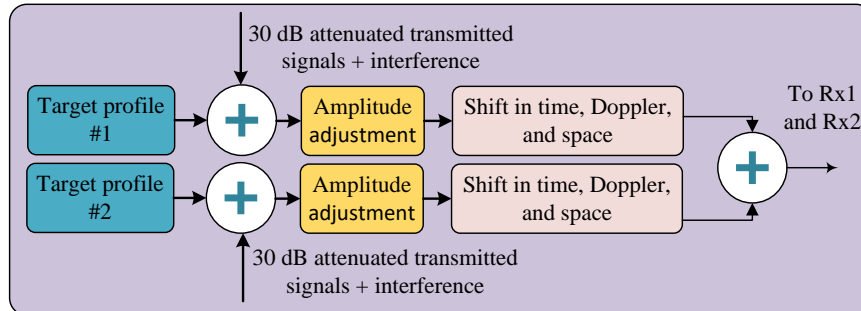 30 dB attenuated transmitted
signals + interference
Target profile
#1
+
Amplitude
adjustment
Shift in time, Doppler,
and space
To Rx1
and Rx2
+
Target profile
#2
+
Amplitude
adjustment
Shift in time, Doppler,
and space
30 dB attenuated transmitted
signals + interference